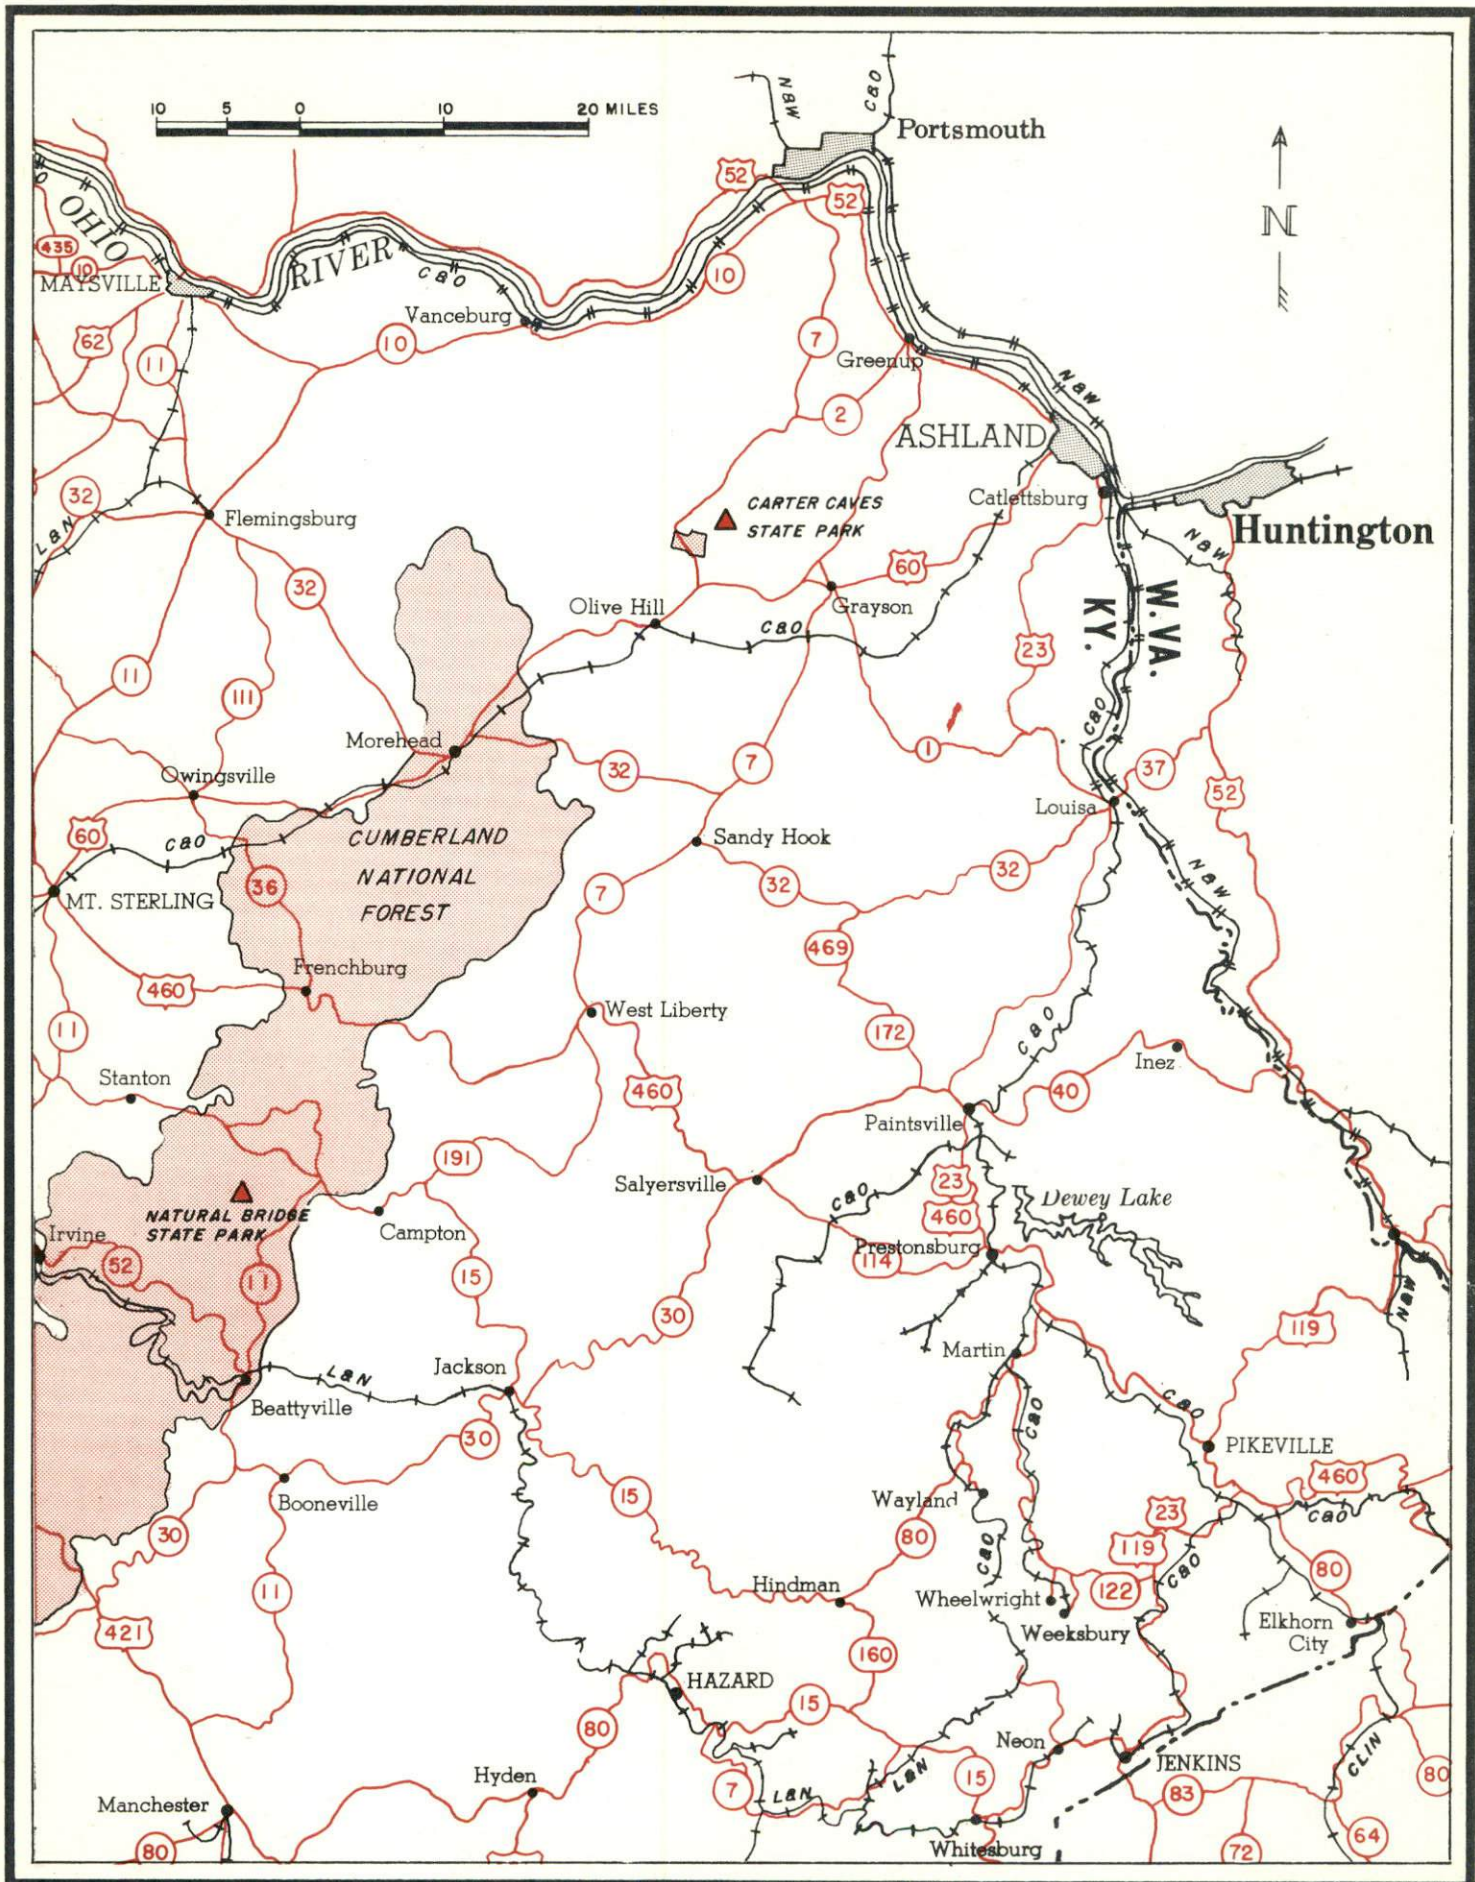 10 5 0 10 20 MILES
N&W
C&O
Portsmouth
52
52
N
OHIO
RIVER
C&O
435
10
MAYSVILLE
10
Vanceburg
62
11
10
7
Greenup
N&W
2
ASHLAND
32
L&N
Flemingsburg
CARTER CAVES
STATE PARK
Catlettsburg
Huntington
N&W
60
32
Olive Hill
C&O
Grayson
W. VA.
KY.
23
11
111
C&O
Morehead
32
7
1
37
Owingsville
52
Louisa
60
C&O
CUMBERLAND
NATIONAL
FOREST
Sandy Hook
36
7
32
32
N&W
MT. STERLING
469
Frenchburg
460
West Liberty
11
172
C&O
Inez
Stanton
460
40
Paintsville
191
Salyersville
23
C&O
460
Dewey Lake
NATURAL BRIDGE
STATE PARK
Irvine
Campton
Prestonsburg
52
11
15
114
30
N&W
119
Martin
Jackson
L&N
C&O
C&O
Beattyville
30
PIKEVILLE
460
15
Booneville
Wayland
23
C&O
30
80
119
C&O
C&O
80
11
Hindman
122
Wheelwright
Weeksbury
Elkhorn
City
421
160
HAZARD
15
80
Neon
JENKINS
CLIN
Hyden
7
L&N
L&N
15
83
80
Manchester
80
Whitesburg
72
64